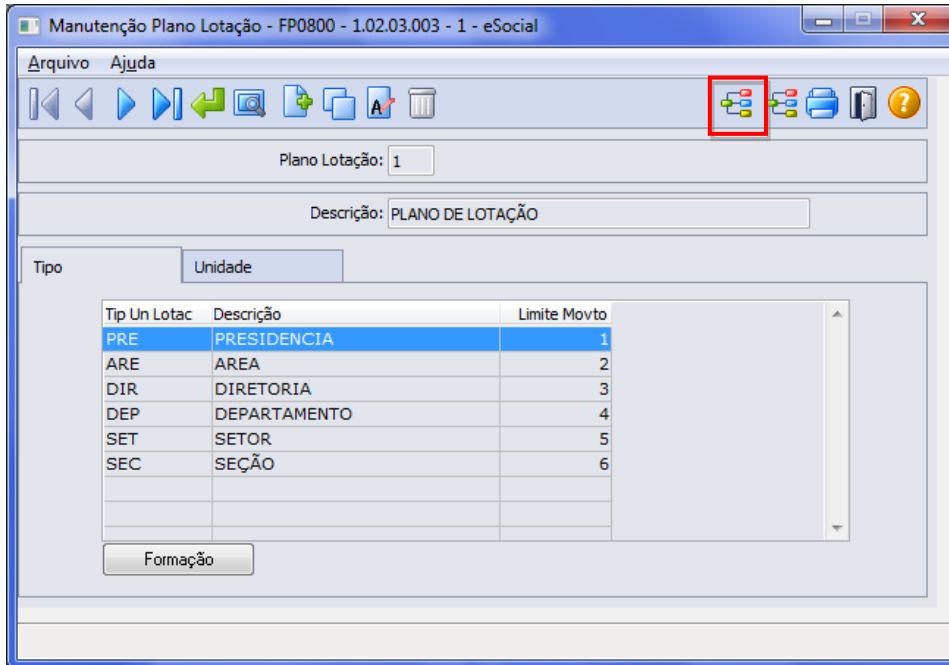 Manutenção Plano Lotação - FP0800 - 1.02.03.003 - 1 - eSocial
Arquivo Ajuda
Plano Lotação: 1
Descrição: PLANO DE LOTAÇÃO
Tipo Unidade
Tip Un Lotac Descrição Limite Movto
PRE PRESIDENCIA 1
ARE AREA 2
DIR DIRETORIA 3
DEP DEPARTAMENTO 4
SET SETOR 5
SEC SEÇÃO 6
Formação